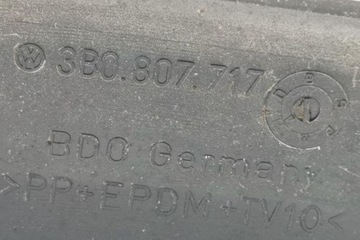 3B0.807.717
BDO Germany
>PP+EPDM+TV10<